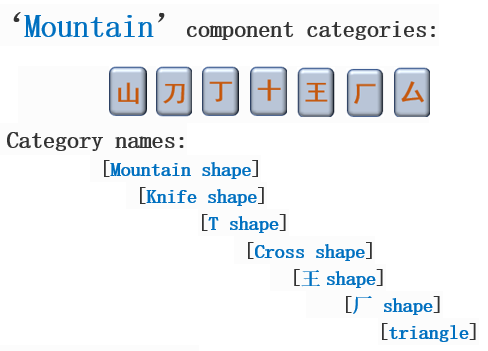 ‘Mountain’ component categories:
山 刀 丁 十 王 厂 厶
Category names:
[Mountain shape]
[Knife shape]
[T shape]
[Cross shape]
[王 shape]
[厂 shape]
[triangle]